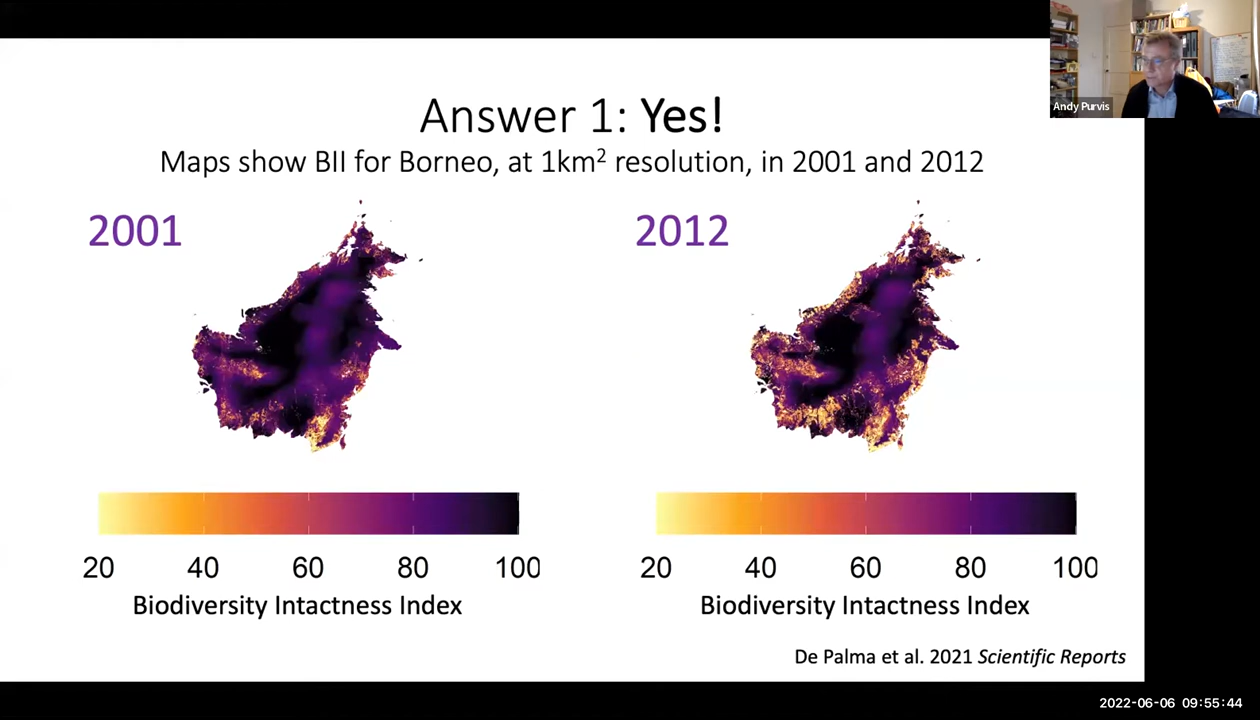 Andy Purvis
Answer 1: Yes!
Maps show BII for Borneo, at 1km² resolution, in 2001 and 2012
2001
2012
20 40 60 80 100
20 40 60 80 100
Biodiversity Intactness Index
Biodiversity Intactness Index
De Palma et al. 2021 Scientific Reports
2022-06-06 09:55:44